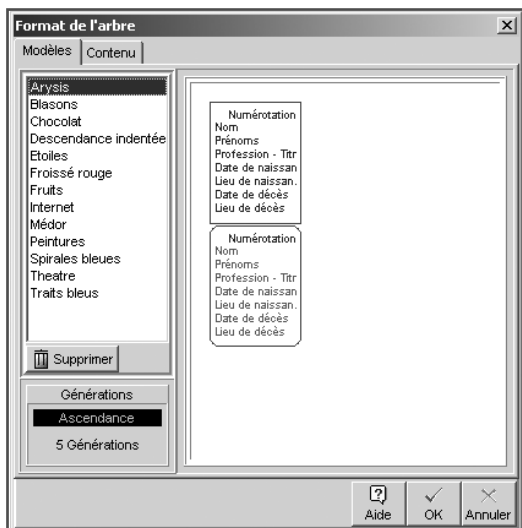 Format de l'arbre
Modèles
Contenu
Arysis
Blasons
Chocolat
Descendance indentée
Etoiles
Froissé rouge
Fruits
Internet
Médor
Peintures
Spirales bleues
Theatre
Traits bleus
Supprimer
Générations
Ascendance
5 Générations
Numérotation
Nom
Prénoms
Profession - Titr
Date de naissan
Lieu de naissan.
Date de décès
Lieu de décès
Numérotation
Nom
Prénoms
Profession - Titr
Date de naissan
Lieu de naissan.
Date de décès
Lieu de décès
Aide
OK
Annuler